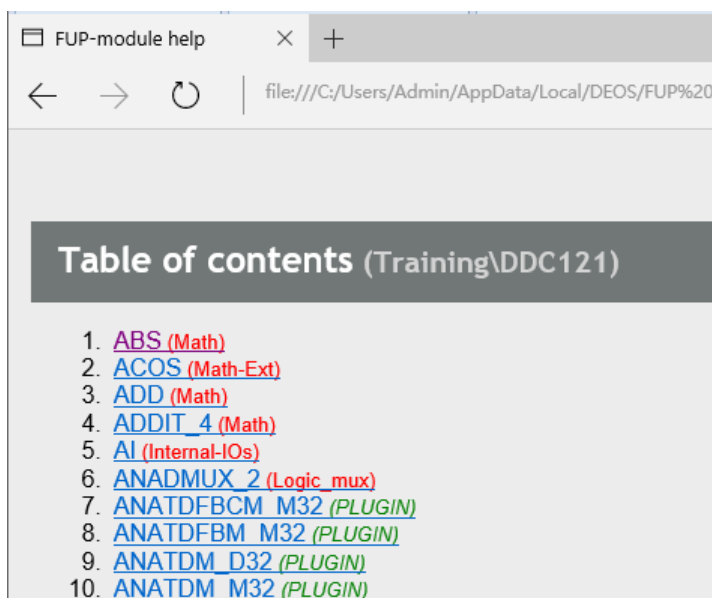 FUP-module help
file:///C:/Users/Admin/AppData/Local/DEOS/FUP%20
Table of contents (Training\DDC121)
1. ABS (Math)
2. ACOS (Math-Ext)
3. ADD (Math)
4. ADDIT_4 (Math)
5. AI (Internal-IOs)
6. ANADMUX_2 (Logic_mux)
7. ANATDFBCM_M32 (PLUGIN)
8. ANATDFBM_M32 (PLUGIN)
9. ANATDM_D32 (PLUGIN)
10. ANATDM_M32 (PLUGIN)